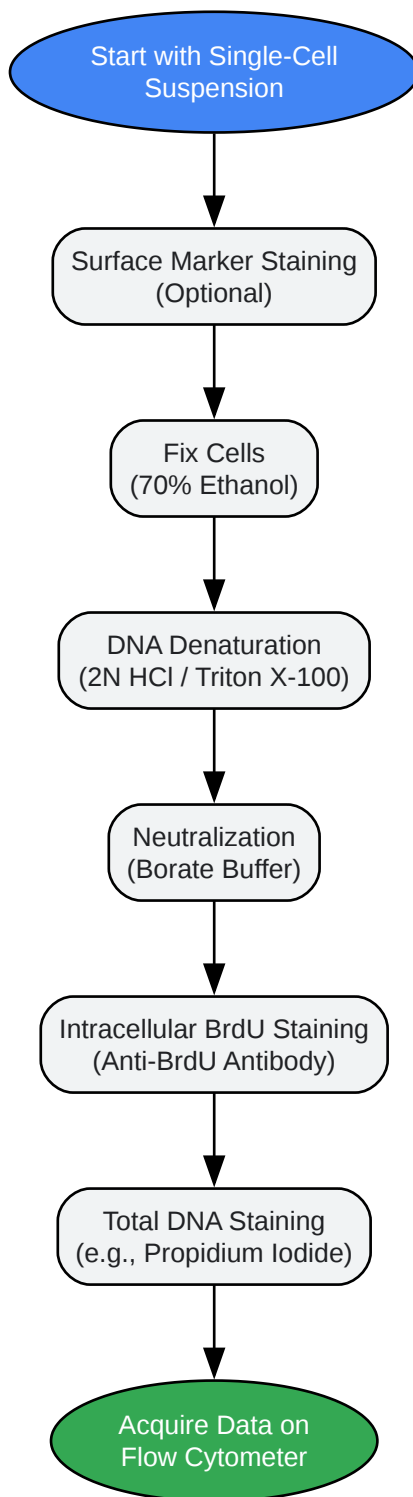 Start with Single-Cell
Suspension
Surface Marker Staining
(Optional)
Fix Cells
(70% Ethanol)
DNA Denaturation
(2N HCl / Triton X-100)
Neutralization
(Borate Buffer)
Intracellular BrdU Staining
(Anti-BrdU Antibody)
Total DNA Staining
(e.g., Propidium Iodide)
Acquire Data on
Flow Cytometer